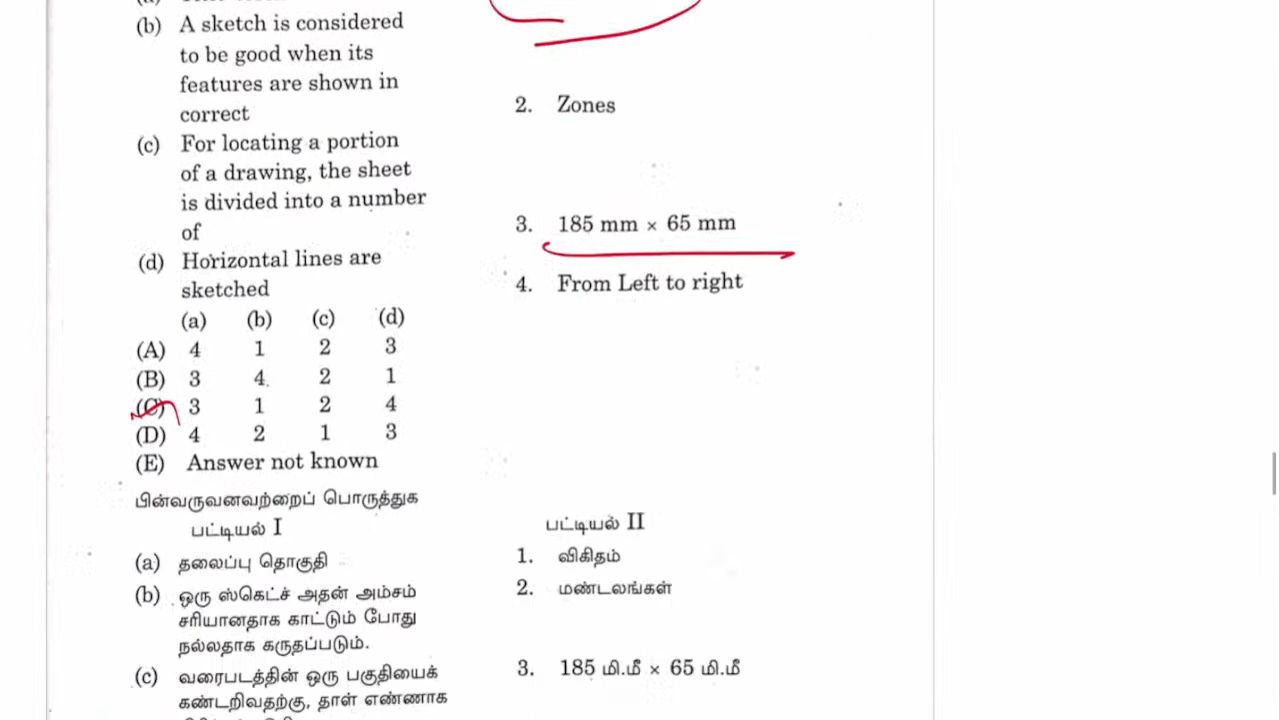 (b) A sketch is considered
to be good when its
features are shown in
correct
2. Zones
(c) For locating a portion
of a drawing, the sheet
is divided into a number
of
3. 185 mm × 65 mm
(d) Horizontal lines are
sketched
4. From Left to right
(a) (b) (c) (d)
(A) 4 1 2 3
(B) 3 4 2 1
(C) 3 1 2 4
(D) 4 2 1 3
(E) Answer not known
பின்வருவனவற்றைப் பொருத்துக
பட்டியல் I பட்டியல் II
(a) தலைப்பு தொகுதி 1. விகிதம்
(b) ஒரு ஸ்கெட்ச் அதன் அம்சம் 2. மண்டலங்கள்
சரியானதாக காட்டும் போது
நல்லதாக கருதப்படும்.
(c) வரைபடத்தின் ஒரு பகுதியைக் 3. 185 மி.மீ × 65 மி.மீ
கண்டறிவதற்கு, தாள் எண்ணாக